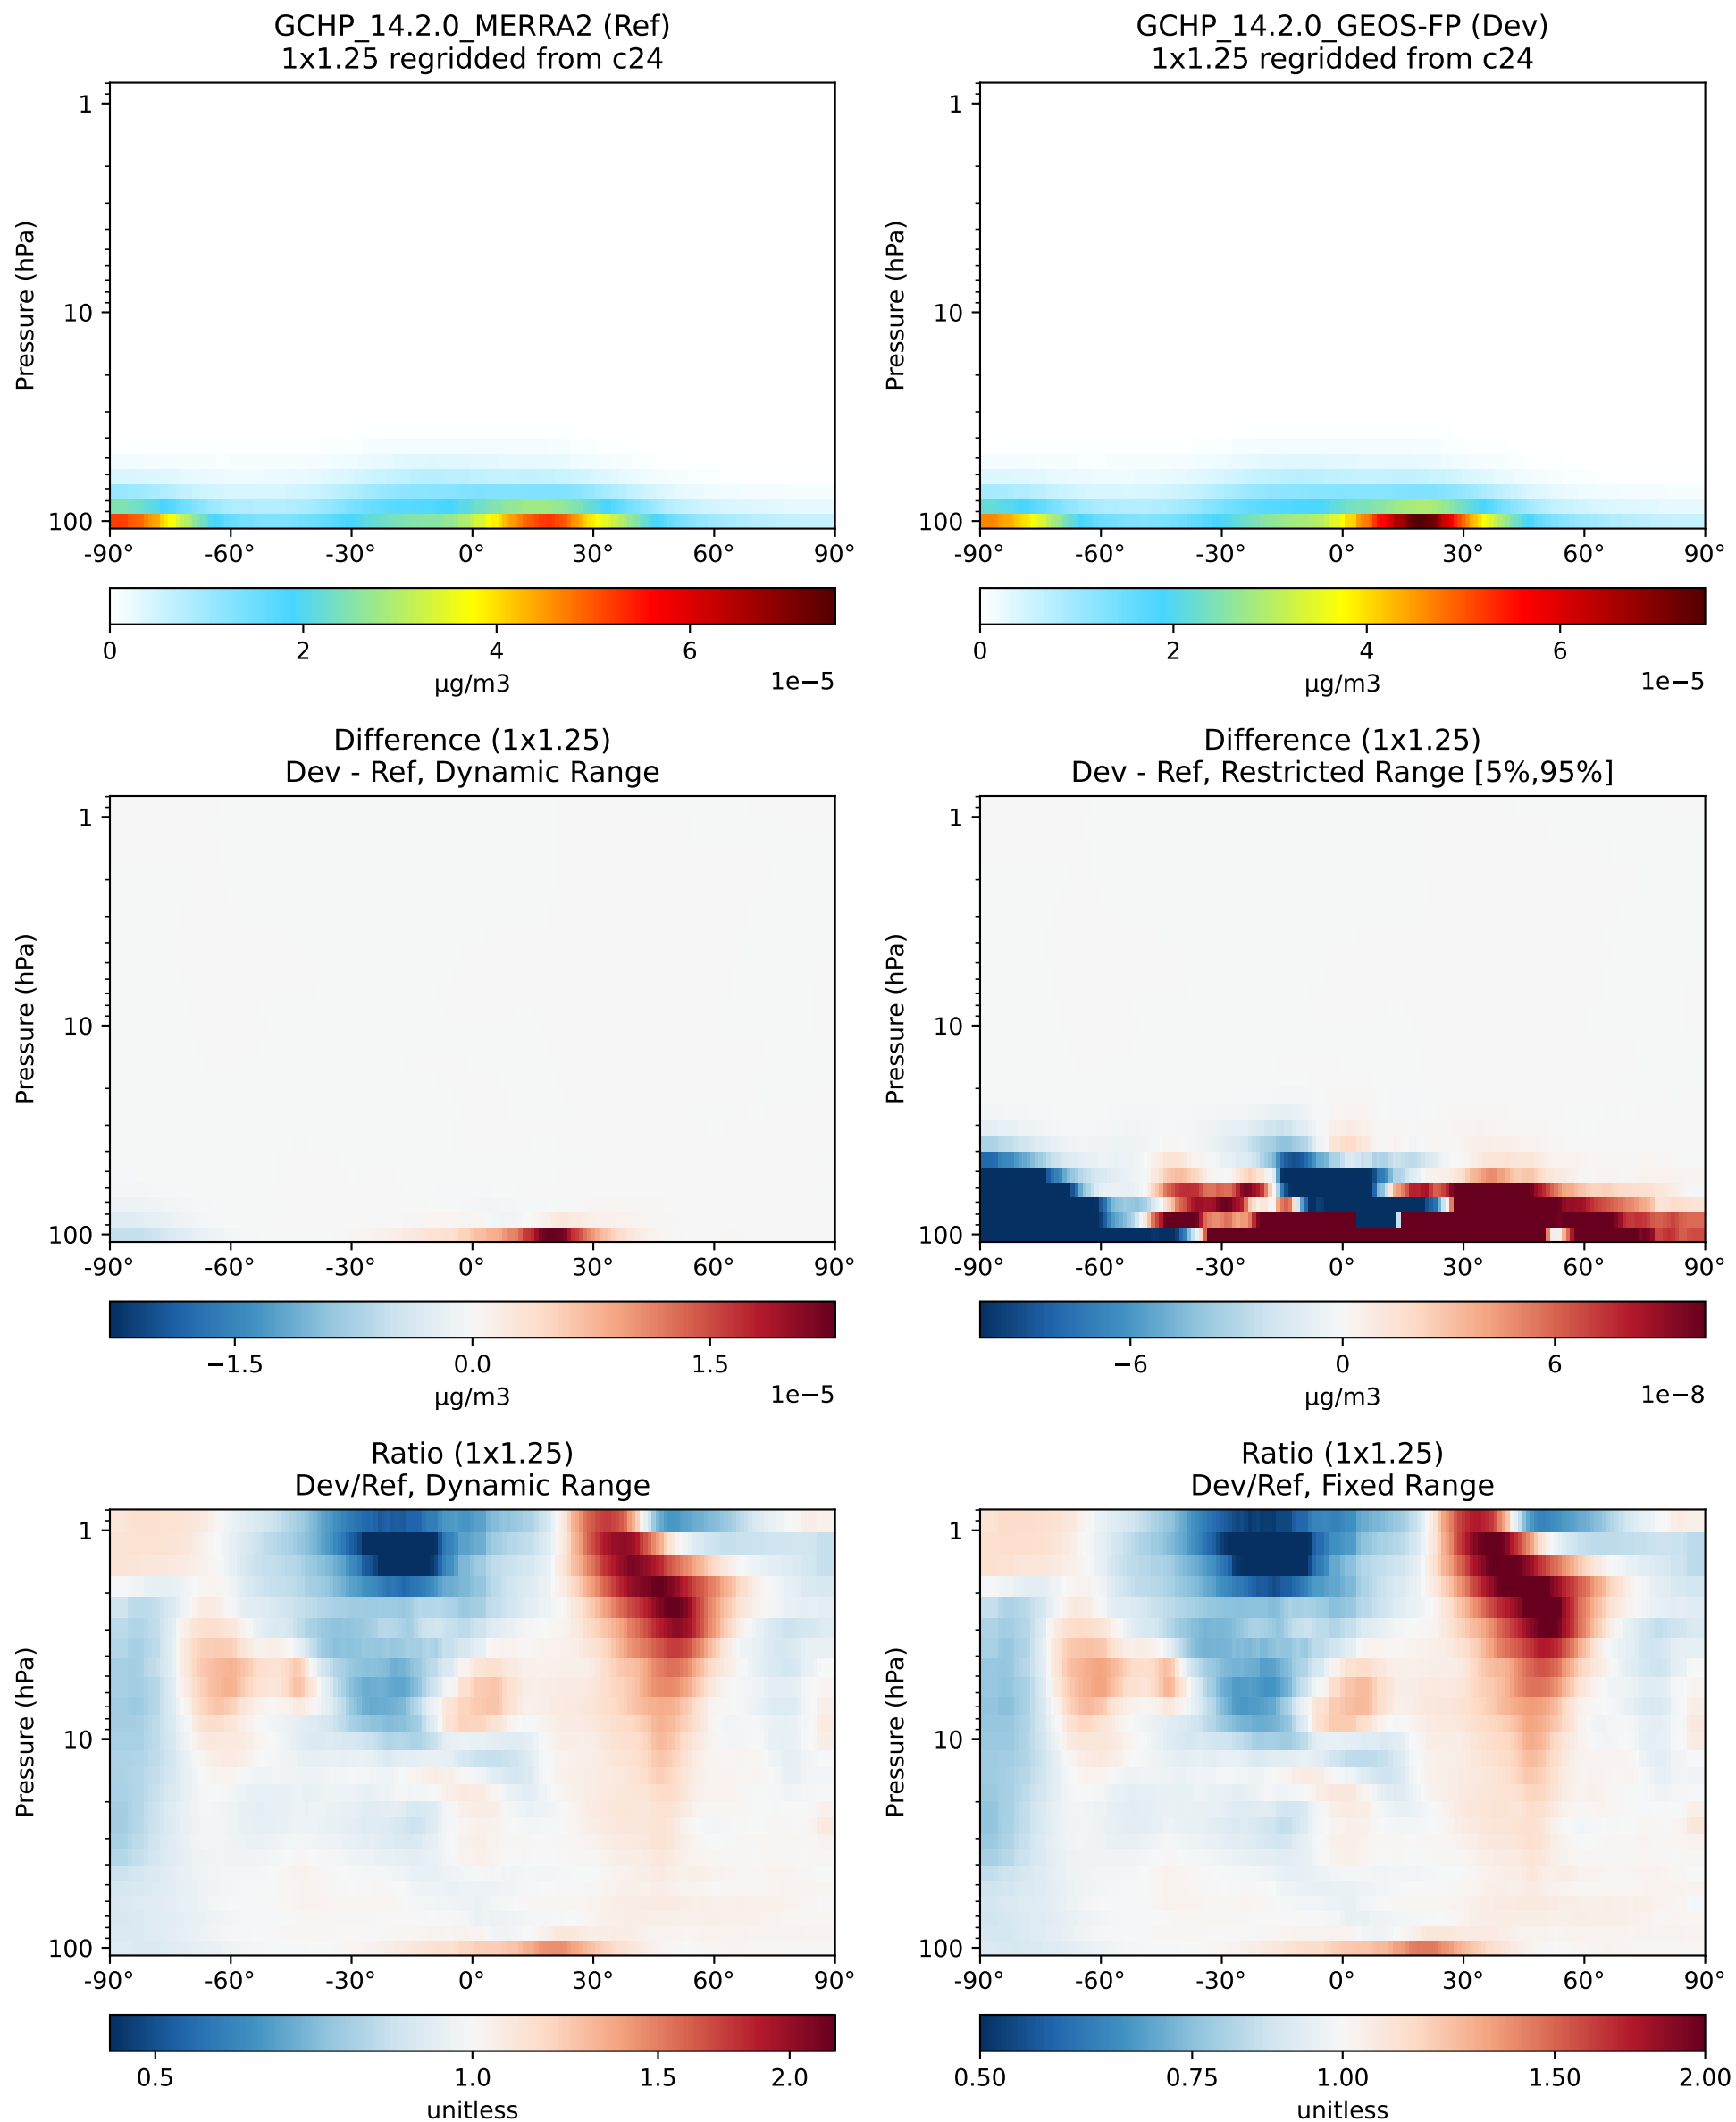 GCHP_14.2.0_MERRA2 (Ref)
1x1.25 regridded from c24
Pressure (hPa)
1
10
100
-90°
-60°
-30°
0°
30°
60°
90°
0
2
4
6
1e−5
µg/m3
GCHP_14.2.0_GEOS-FP (Dev)
1x1.25 regridded from c24
Pressure (hPa)
1
10
100
-90°
-60°
-30°
0°
30°
60°
90°
0
2
4
6
1e−5
µg/m3
Difference (1x1.25)
Dev - Ref, Dynamic Range
Pressure (hPa)
1
10
100
-90°
-60°
-30°
0°
30°
60°
90°
−1.5
0.0
1.5
1e−5
µg/m3
Difference (1x1.25)
Dev - Ref, Restricted Range [5%,95%]
Pressure (hPa)
1
10
100
-90°
-60°
-30°
0°
30°
60°
90°
−6
0
6
1e−8
µg/m3
Ratio (1x1.25)
Dev/Ref, Dynamic Range
Pressure (hPa)
1
10
100
-90°
-60°
-30°
0°
30°
60°
90°
0.5
1.0
1.5
2.0
unitless
Ratio (1x1.25)
Dev/Ref, Fixed Range
Pressure (hPa)
1
10
100
-90°
-60°
-30°
0°
30°
60°
90°
0.50
0.75
1.00
1.50
2.00
unitless